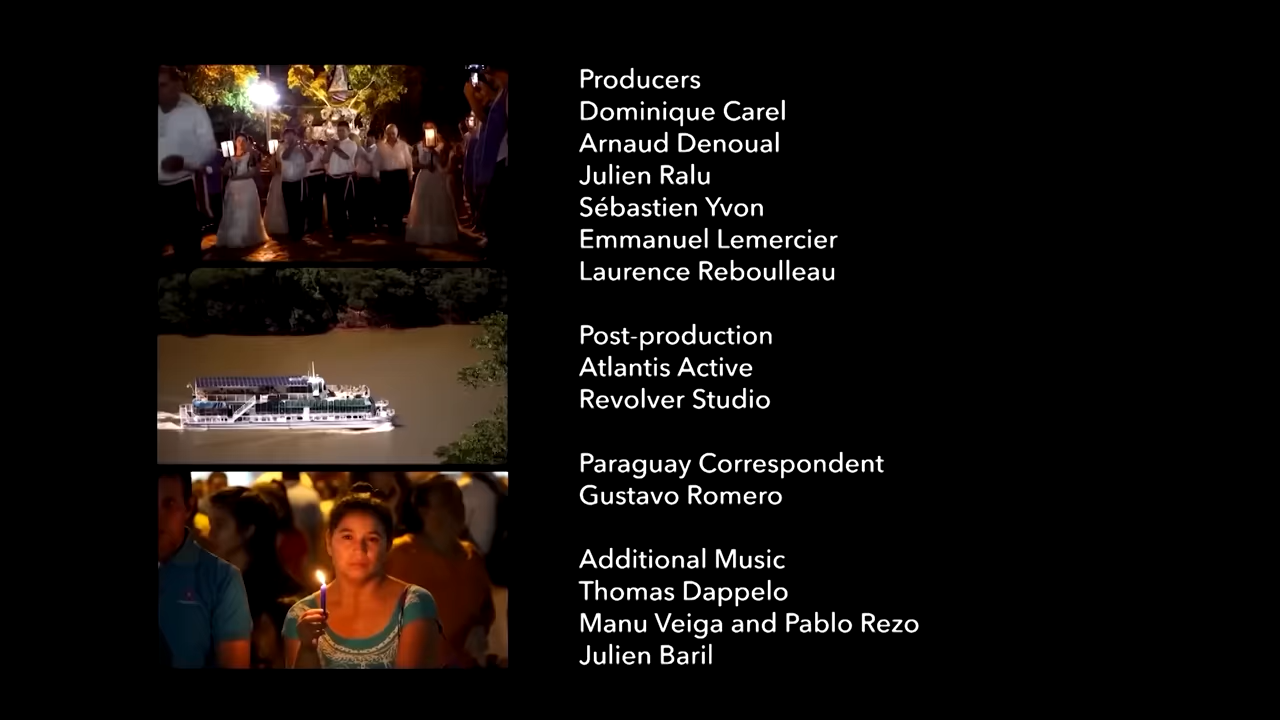 Producers
Dominique Carel
Arnaud Denoual
Julien Ralu
Sébastien Yvon
Emmanuel Lemercier
Laurence Reboulleau
Post-production
Atlantis Active
Revolver Studio
Paraguay Correspondent
Gustavo Romero
Additional Music
Thomas Dappelo
Manu Veiga and Pablo Rezo
Julien Baril